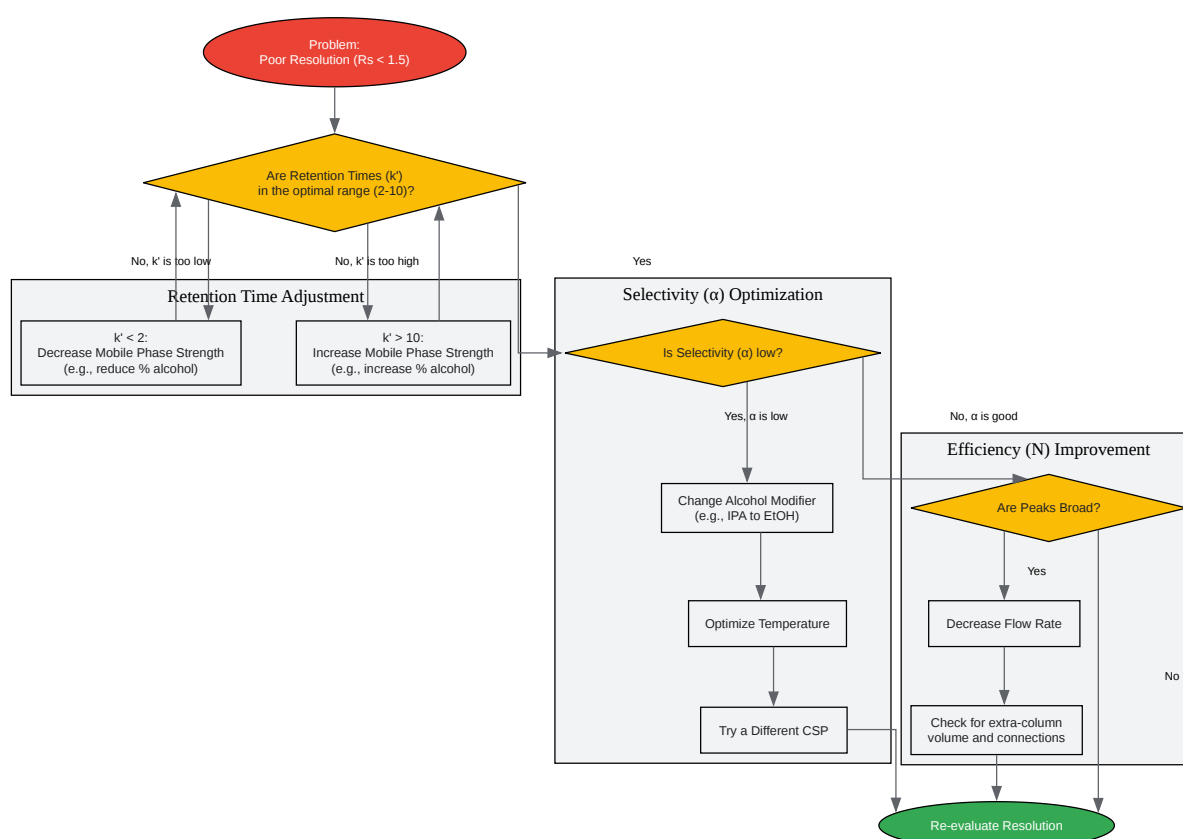 Problem:
Poor Resolution (Rs < 1.5)
Are Retention Times (k')
in the optimal range (2-10)?
No, k' is too low
No, k' is too high
Yes
Retention Time Adjustment
k' < 2:
Decrease Mobile Phase Strength
(e.g., reduce % alcohol)
k' > 10:
Increase Mobile Phase Strength
(e.g., increase % alcohol)
Selectivity (α) Optimization
Is Selectivity (α) low?
Yes, α is low
No, α is good
Change Alcohol Modifier
(e.g., IPA to EtOH)
Optimize Temperature
Try a Different CSP
Efficiency (N) Improvement
Are Peaks Broad?
Yes
Decrease Flow Rate
No
Check for extra-column
volume and connections
Re-evaluate Resolution